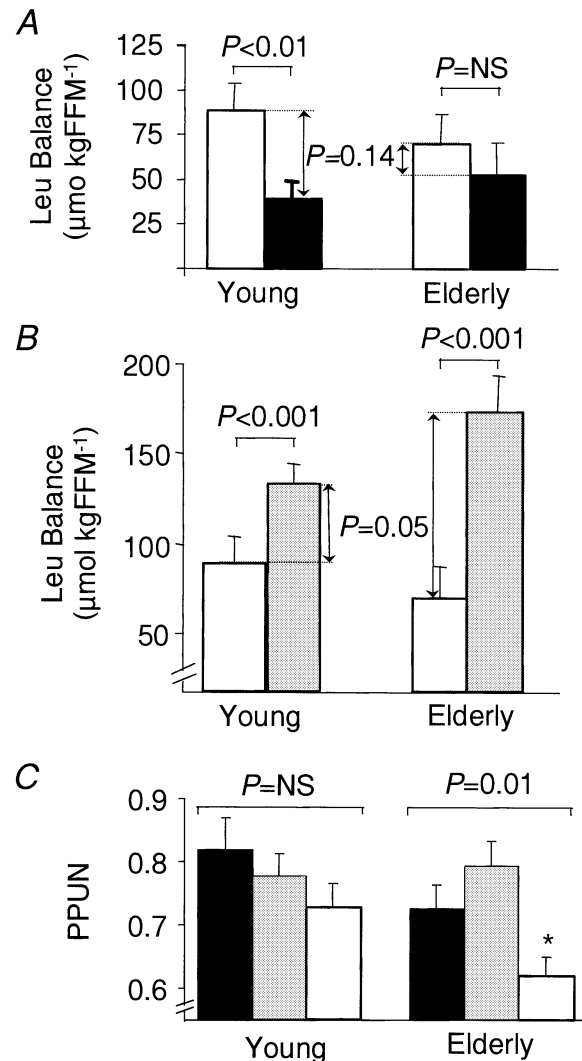 A
Leu Balance
(µmo kgFFM-1)
125
100
75
50
25
P<0.01
P=0.14
P=NS
Young
Elderly
B
Leu Balance
(µmol kgFFM-1)
200
150
100
50
P<0.001
P=0.05
P<0.001
Young
Elderly
C
PPUN
0.9
0.8
0.7
0.6
P=NS
P=0.01
*
Young
Elderly